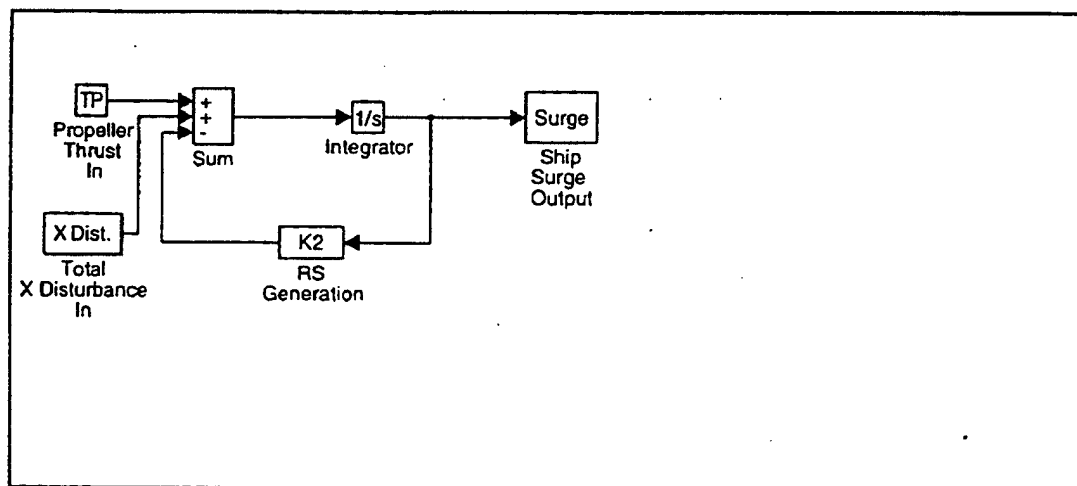 TP
Propeller
Thrust
In
+
+
-
Sum
1/s
Integrator
Surge
Ship
Surge
Output
X Dist.
Total
X Disturbance
In
K2
RS
Generation